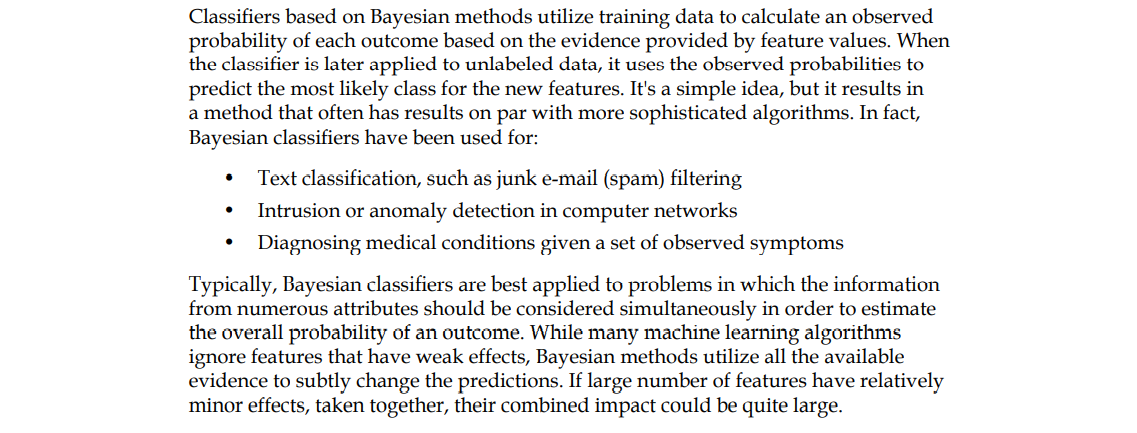 Classifiers based on Bayesian methods utilize training data to calculate an observed
probability of each outcome based on the evidence provided by feature values. When
the classifier is later applied to unlabeled data, it uses the observed probabilities to
predict the most likely class for the new features. It's a simple idea, but it results in
a method that often has results on par with more sophisticated algorithms. In fact,
Bayesian classifiers have been used for:
• Text classification, such as junk e-mail (spam) filtering
• Intrusion or anomaly detection in computer networks
• Diagnosing medical conditions given a set of observed symptoms
Typically, Bayesian classifiers are best applied to problems in which the information
from numerous attributes should be considered simultaneously in order to estimate
the overall probability of an outcome. While many machine learning algorithms
ignore features that have weak effects, Bayesian methods utilize all the available
evidence to subtly change the predictions. If large number of features have relatively
minor effects, taken together, their combined impact could be quite large.